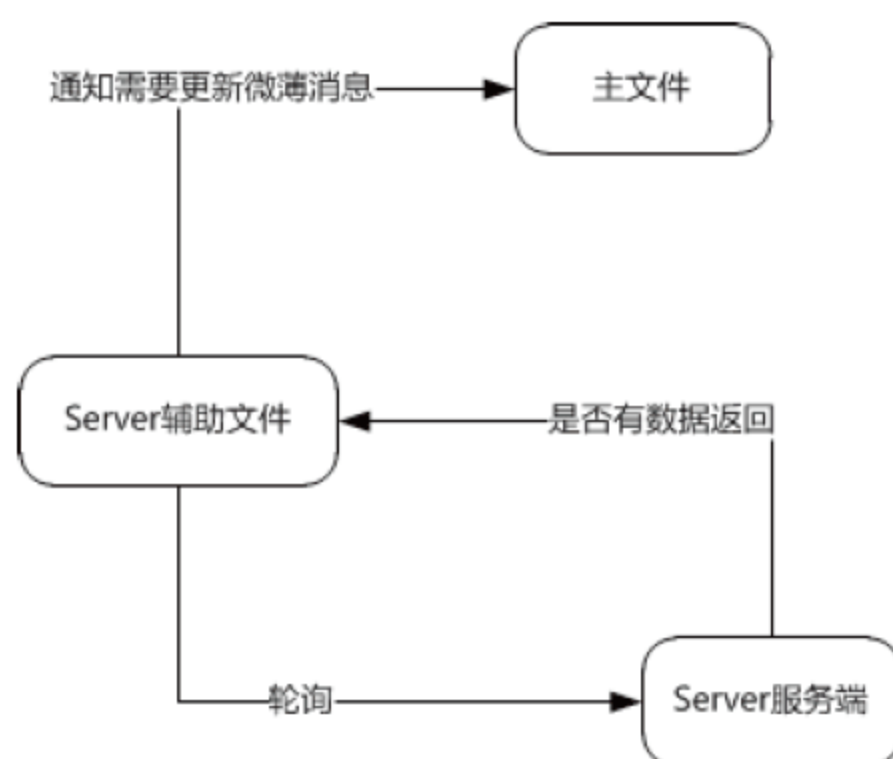 通知需要更新微薄消息
主文件
Server辅助文件
是否有数据返回
轮询
Server服务端